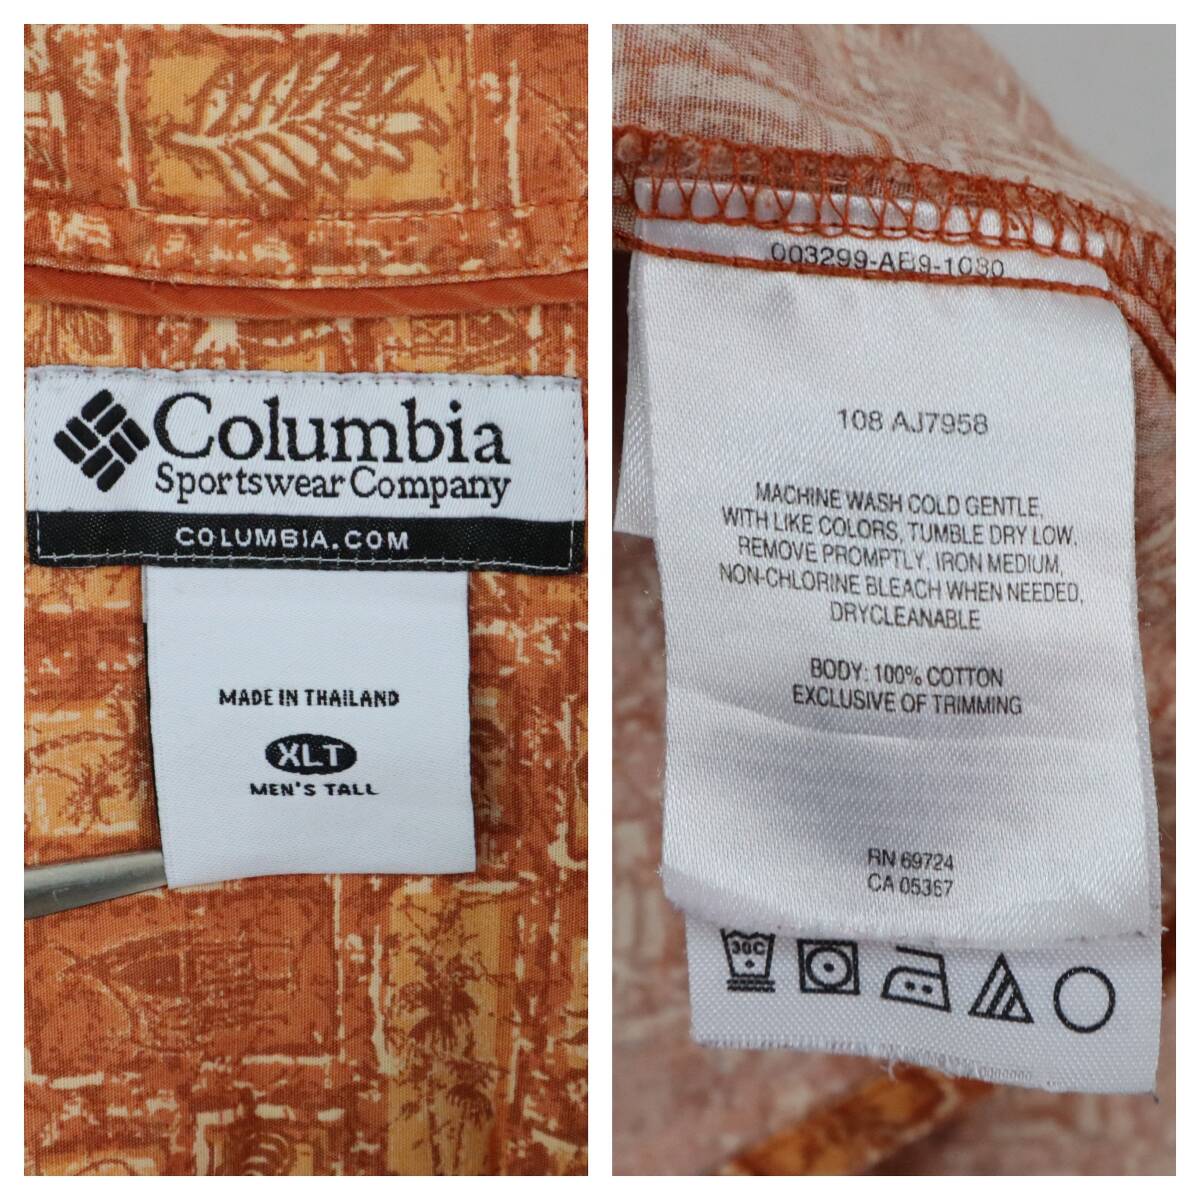 Columbia
Sportswear Company
COLUMBIA.COM
MADE IN THAILAND
XLT
MEN'S TALL
003299-AB9-1030
108 AJ7958
MACHINE WASH COLD GENTLE,
WITH LIKE COLORS, TUMBLE DRY LOW.
REMOVE PROMPTLY, IRON MEDIUM,
NON-CHLORINE BLEACH WHEN NEEDED,
DRYCLEANABLE
BODY: 100% COTTON
EXCLUSIVE OF TRIMMING
RN 69724
CA 05367
30C